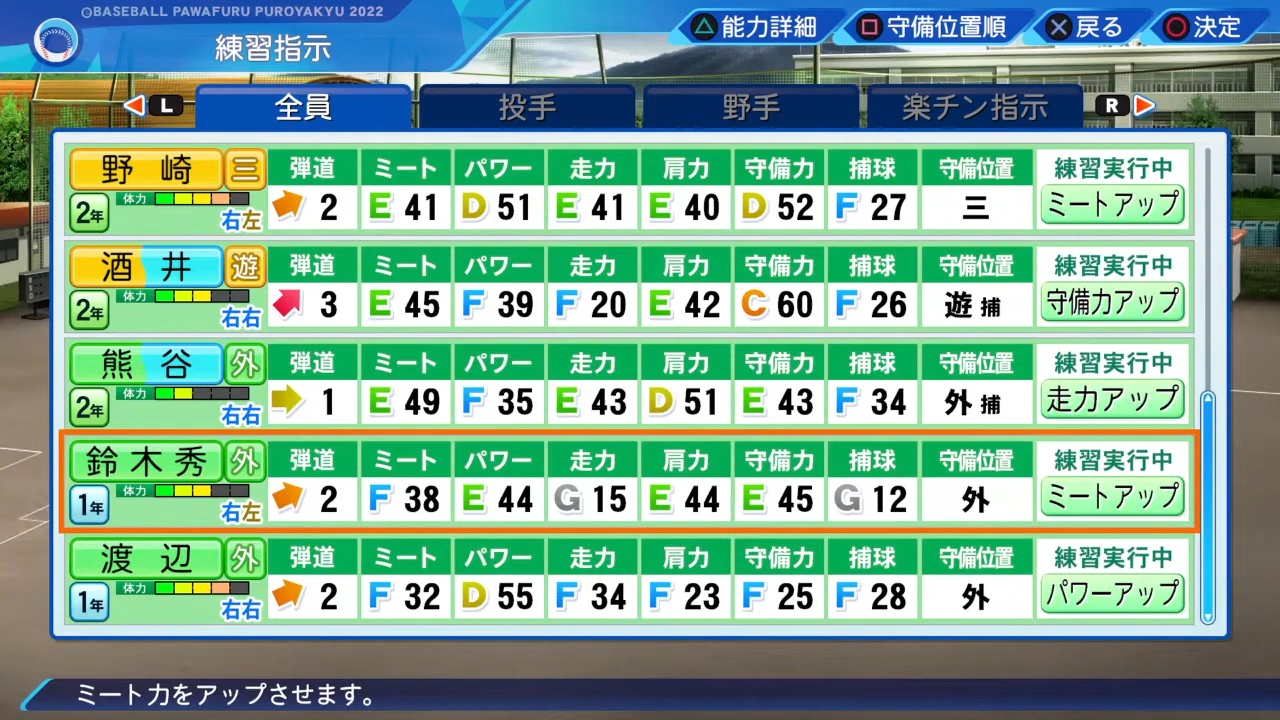 ©BASEBALL PAWAFURU PUROYAKYU 2022
練習指示
能力詳細 守備位置順 戻る 決定
L 全員 投手 野手 楽チン指示 R
野崎 三 弾道 ミート パワー 走力 肩力 守備力 捕球 守備位置 練習実行中
2年 体力 右左 2 E 41 D 51 E 41 E 40 D 52 F 27 三 ミートアップ
酒井 遊 弾道 ミート パワー 走力 肩力 守備力 捕球 守備位置 練習実行中
2年 体力 右右 3 E 45 F 39 F 20 E 42 C 60 F 26 遊 捕 守備力アップ
熊谷 外 弾道 ミート パワー 走力 肩力 守備力 捕球 守備位置 練習実行中
2年 体力 右右 1 E 49 F 35 E 43 D 51 E 43 F 34 外 捕 走力アップ
鈴木秀 外 弾道 ミート パワー 走力 肩力 守備力 捕球 守備位置 練習実行中
1年 体力 右左 2 F 38 E 44 G 15 E 44 E 45 G 12 外 ミートアップ
渡辺 外 弾道 ミート パワー 走力 肩力 守備力 捕球 守備位置 練習実行中
1年 体力 右右 2 F 32 D 55 F 34 F 23 F 25 F 28 外 パワーアップ
ミート力をアップさせます。